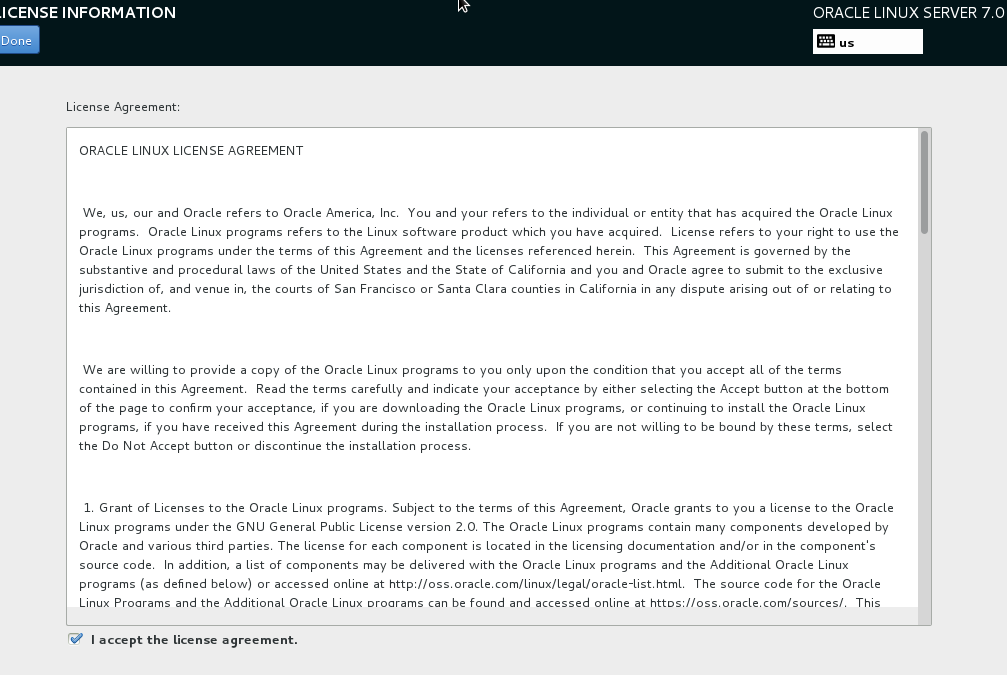 LICENSE INFORMATION
ORACLE LINUX SERVER 7.0
Done
us
License Agreement:
ORACLE LINUX LICENSE AGREEMENT
We, us, our and Oracle refers to Oracle America, Inc.  You and your refers to the individual or entity that has acquired the Oracle Linux
programs.  Oracle Linux programs refers to the Linux software product which you have acquired.  License refers to your right to use the
Oracle Linux programs under the terms of this Agreement and the licenses referenced herein.  This Agreement is governed by the
substantive and procedural laws of the United States and the State of California and you and Oracle agree to submit to the exclusive
jurisdiction of, and venue in, the courts of San Francisco or Santa Clara counties in California in any dispute arising out of or relating to
this Agreement.
We are willing to provide a copy of the Oracle Linux programs to you only upon the condition that you accept all of the terms
contained in this Agreement.  Read the terms carefully and indicate your acceptance by either selecting the Accept button at the bottom
of the page to confirm your acceptance, if you are downloading the Oracle Linux programs, or continuing to install the Oracle Linux
programs, if you have received this Agreement during the installation process.  If you are not willing to be bound by these terms, select
the Do Not Accept button or discontinue the installation process.
1. Grant of Licenses to the Oracle Linux programs. Subject to the terms of this Agreement, Oracle grants to you a license to the Oracle
Linux programs under the GNU General Public License version 2.0. The Oracle Linux programs contain many components developed by
Oracle and various third parties. The license for each component is located in the licensing documentation and/or in the component's
source code.  In addition, a list of components may be delivered with the Oracle Linux programs and the Additional Oracle Linux
programs (as defined below) or accessed online at http://oss.oracle.com/linux/legal/oracle-list.html.  The source code for the Oracle
Linux Programs and the Additional Oracle Linux programs can be found and accessed online at https://oss.oracle.com/sources/.  This
I accept the license agreement.